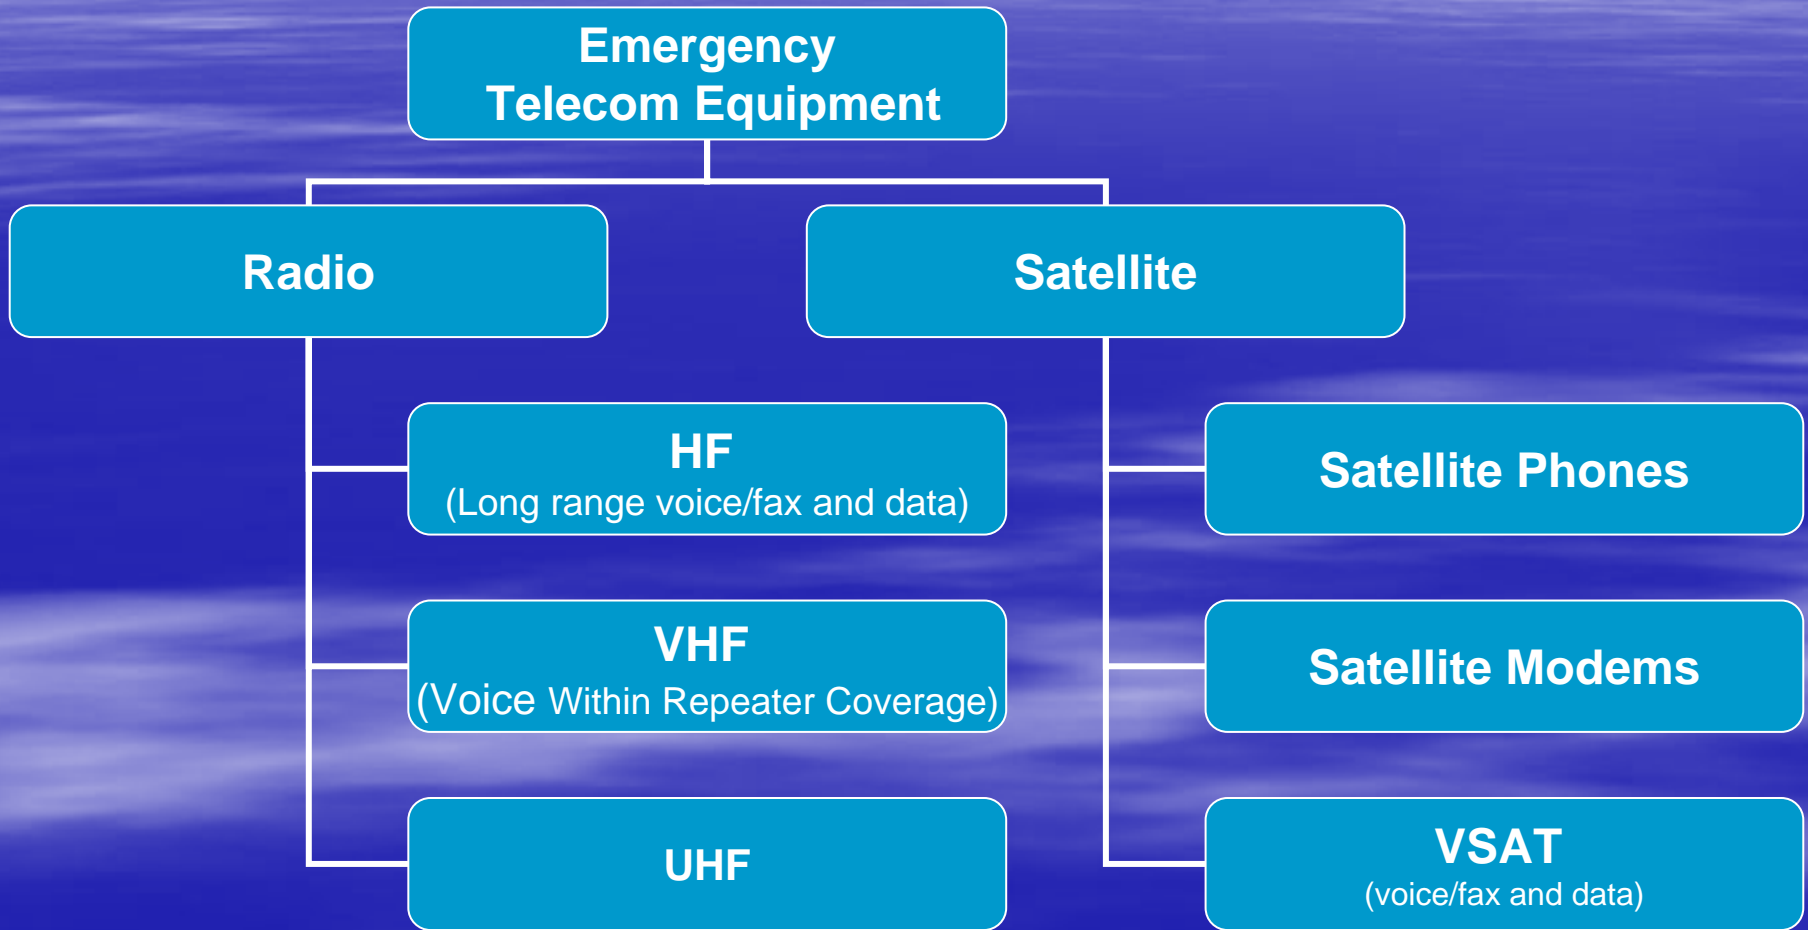 Emergency
Telecom Equipment
Radio
Satellite
HF
(Long range voice/fax and data)
VHF
(Voice Within Repeater Coverage)
UHF
Satellite Phones
Satellite Modems
VSAT
(voice/fax and data)